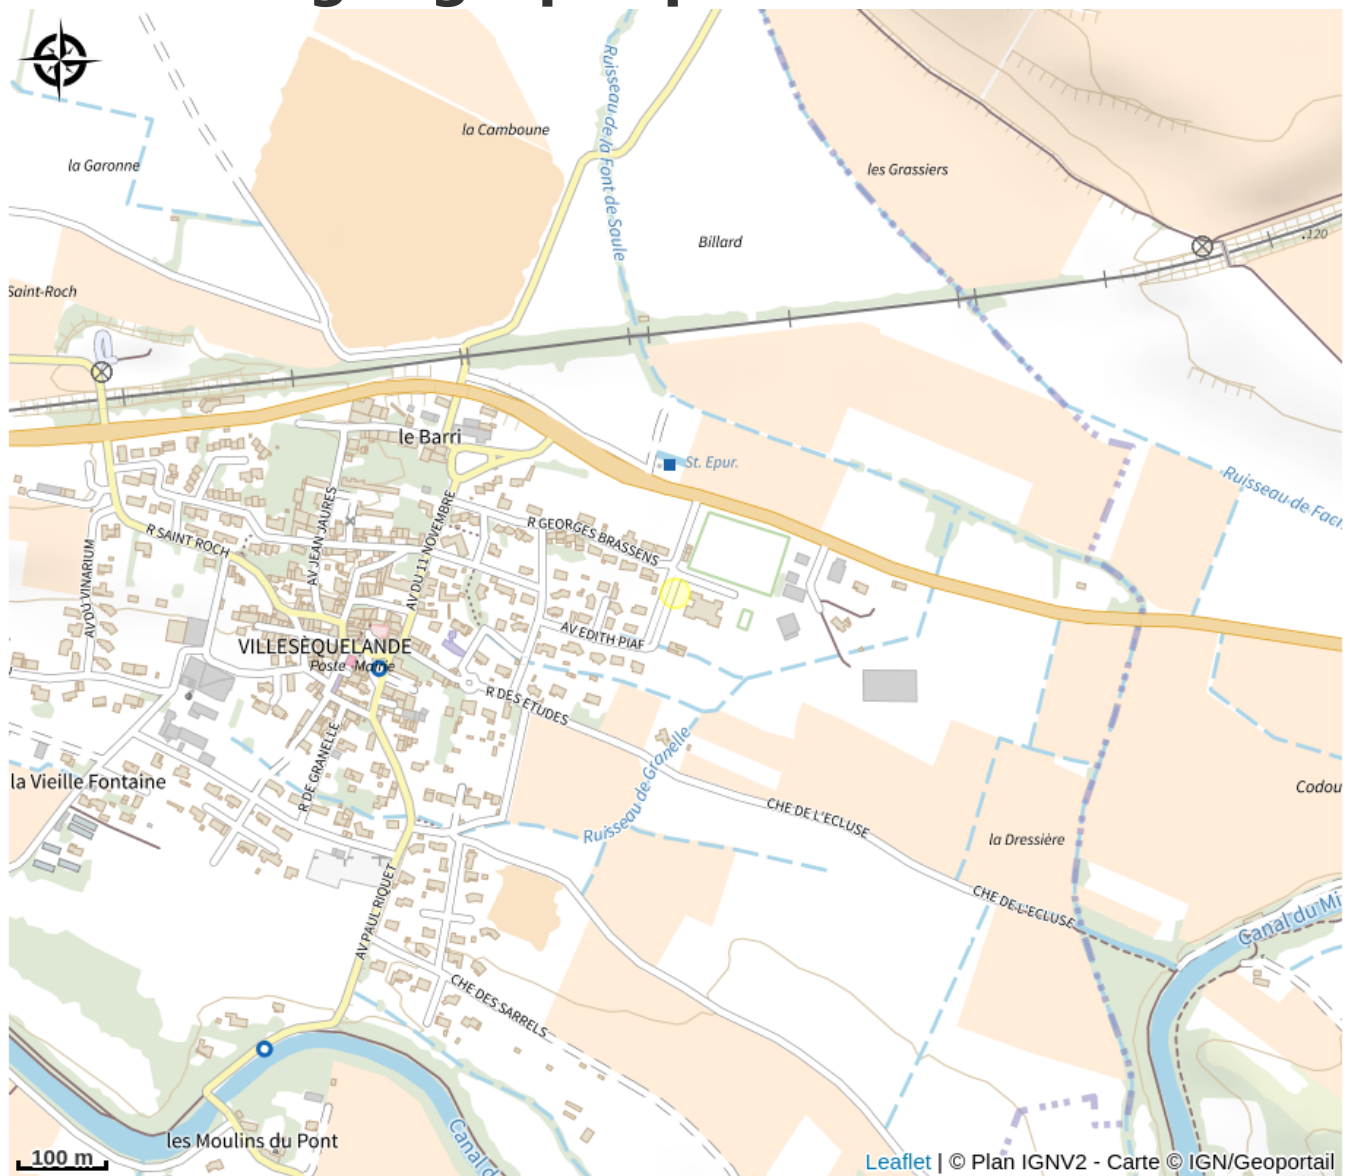 la Camboune
la Garonne
Ruisseau de la Font de Saule
les Grassiers
Billard
.120
Saint-Roch
le Barri
St. Epur.
Ruisseau de Fach
R GEORGES BRASSENS
R SAINT ROCH
AV JEAN JAURES
AV DU 11 NOVEMBRE
AV DU VINARIUM
AV EDITH PIAF
VILLESÈQUELANDE
Poste Mairie
R DES ETUDES
R DE GRANELLE
la Vieille Fontaine
Ruisseau de Granelle
Codou
CHE DE L'ECLUSE
la Dressière
CHE DE L'ECLUSE
AV PAUL RIQUET
Canal du Mi
CHE DES SARRELS
les Moulins du Pont
Canal d
100 m
Leaflet | © Plan IGNV2 - Carte © IGN/Geoportail